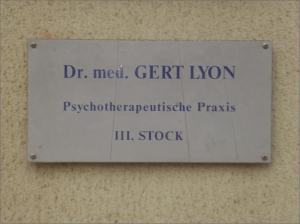 Dr. med. GERT LYON
Psychotherapeutische Praxis
III. STOCK